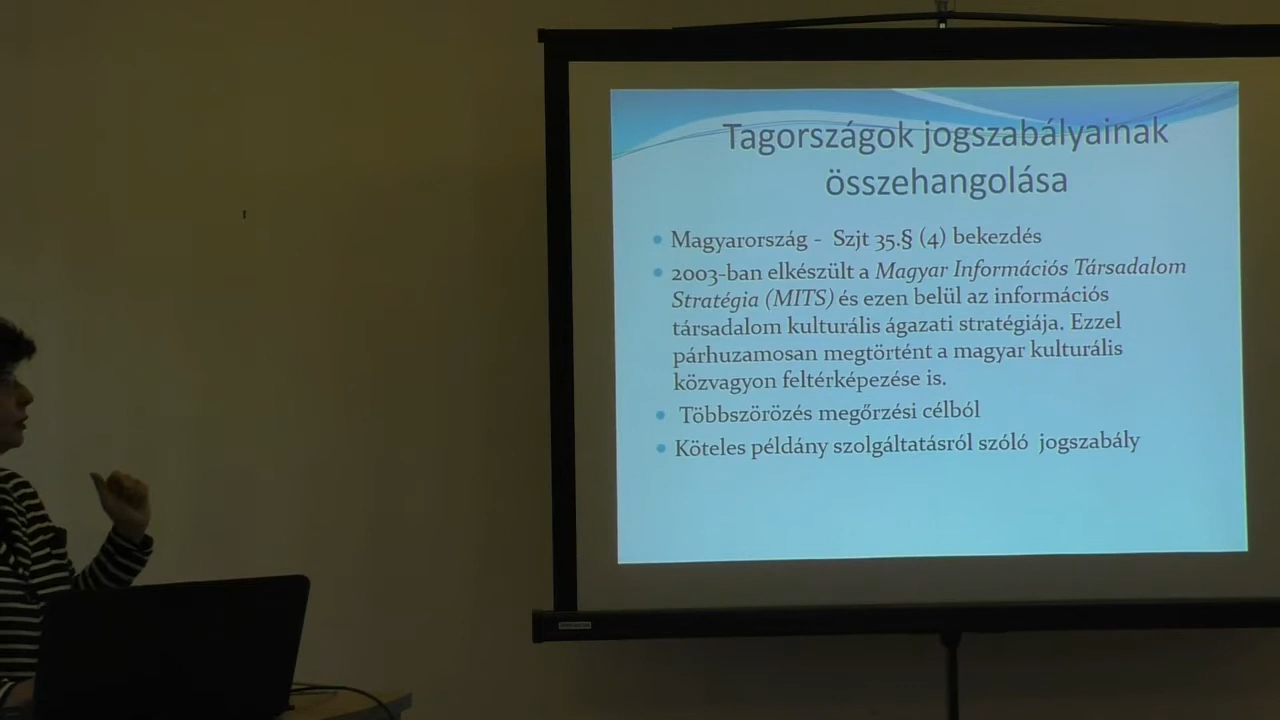 Tagországok jogszabályainak
összehangolása
Magyarország - Szjt 35.§ (4) bekezdés
2003-ban elkészült a Magyar Információs Társadalom
Stratégia (MITS) és ezen belül az információs
társadalom kulturális ágazati stratégiája. Ezzel
párhuzamosan megtörtént a magyar kulturális
közvagyon feltérképezése is.
Többszörözés megőrzési célból
Köteles példány szolgáltatásról szóló jogszabály